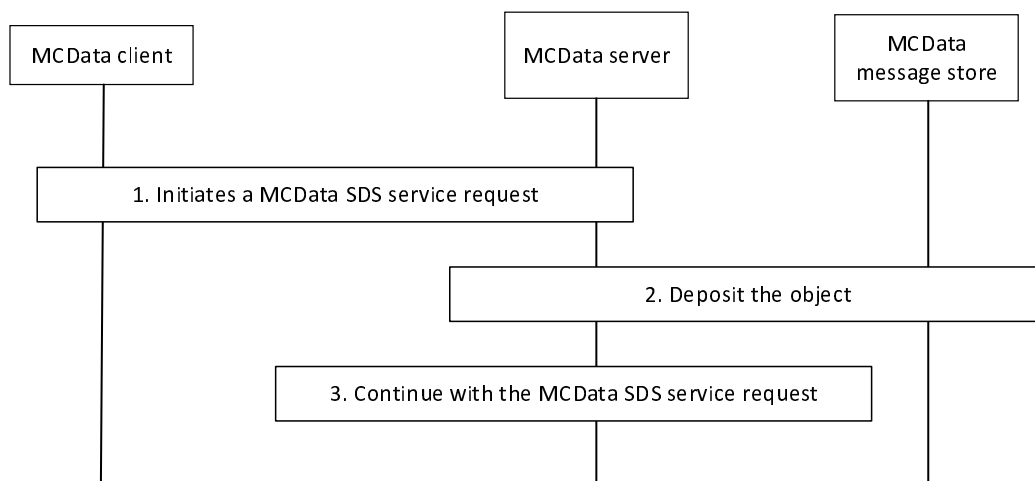 MCData client
MCData server
MCData
message store
1. Initiates a MCData SDS service request
2. Deposit the object
3. Continue with the MCData SDS service request